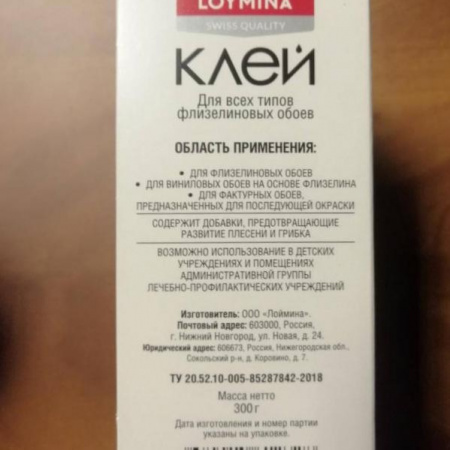 LOYMINA
SWISS QUALITY
КЛЕЙ
Для всех типов
флизелиновых обоев
ОБЛАСТЬ ПРИМЕНЕНИЯ:
• ДЛЯ ФЛИЗЕЛИНОВЫХ ОБОЕВ
• ДЛЯ ВИНИЛОВЫХ ОБОЕВ НА ОСНОВЕ ФЛИЗЕЛИНА
• ДЛЯ ФАКТУРНЫХ ОБОЕВ,
ПРЕДНАЗНАЧЕННЫХ ДЛЯ ПОСЛЕДУЮЩЕЙ ОКРАСКИ
СОДЕРЖИТ ДОБАВКИ, ПРЕДОТВРАЩАЮЩИЕ
РАЗВИТИЕ ПЛЕСЕНИ И ГРИБКА
ВОЗМОЖНО ИСПОЛЬЗОВАНИЕ В ДЕТСКИХ
УЧРЕЖДЕНИЯХ И ПОМЕЩЕНИЯХ
АДМИНИСТРАТИВНОЙ ГРУППЫ
ЛЕЧЕБНО-ПРОФИЛАКТИЧЕСКИХ УЧРЕЖДЕНИЙ
Изготовитель: ООО «Лоймина».
Почтовый адрес: 603000, Россия,
г. Нижний Новгород, ул. Новая, д. 24.
Юридический адрес: 606673, Россия, Нижегородская обл.,
Сокольский р-н, д. Коровино, д. 7.
ТУ 20.52.10-005-85287842-2018
Масса нетто
300 г
Дата изготовления и номер партии
указаны на упаковке.